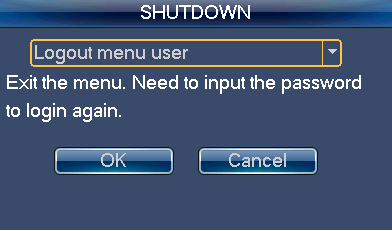 SHUTDOWN
Logout menu user
Exit the menu. Need to input the password
to login again.
OK
Cancel